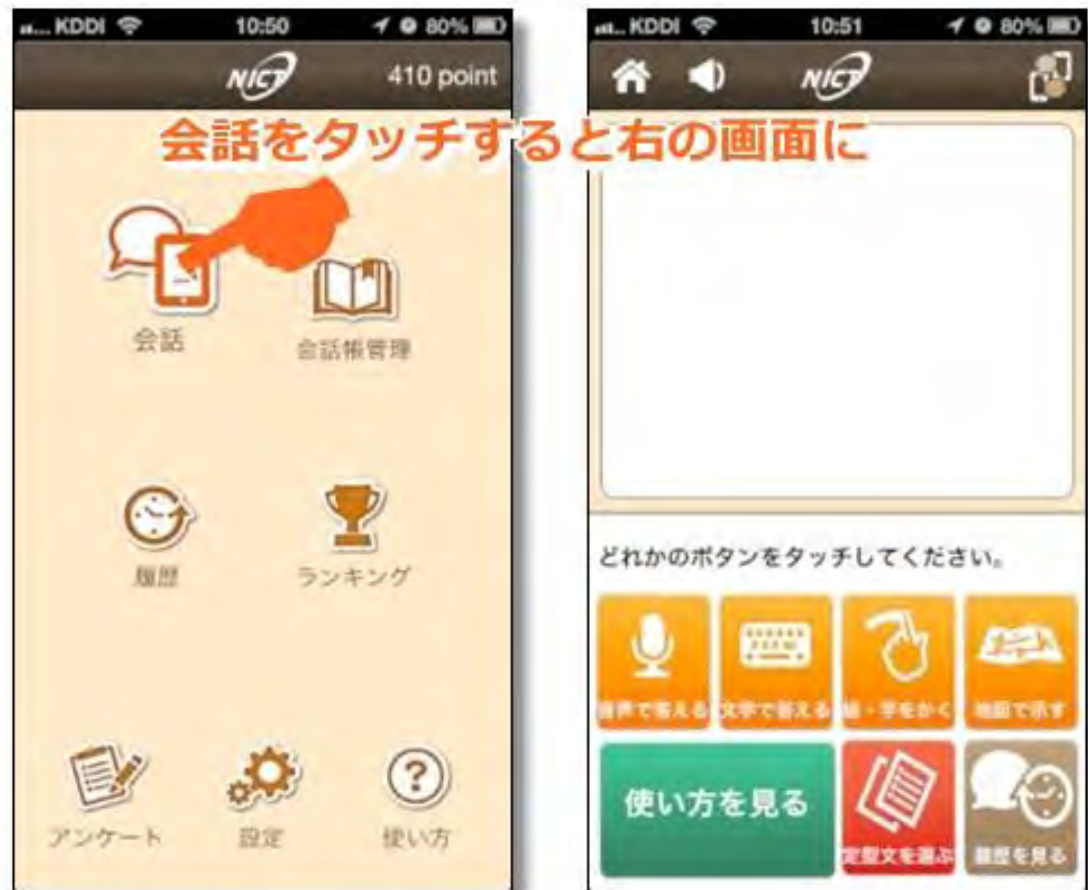 KDDI 10:50 80%
NICT 410 point
会話をタッチすると右の画面に
会話
会話帳管理
履歴
ランキング
アンケート
設定
使い方
KDDI 10:51 80%
NICT
どれかのボタンをタッチしてください。
音声で答える
文字で答える
絵・字をかく
地図で示す
使い方を見る
定型文を選ぶ
履歴を見る